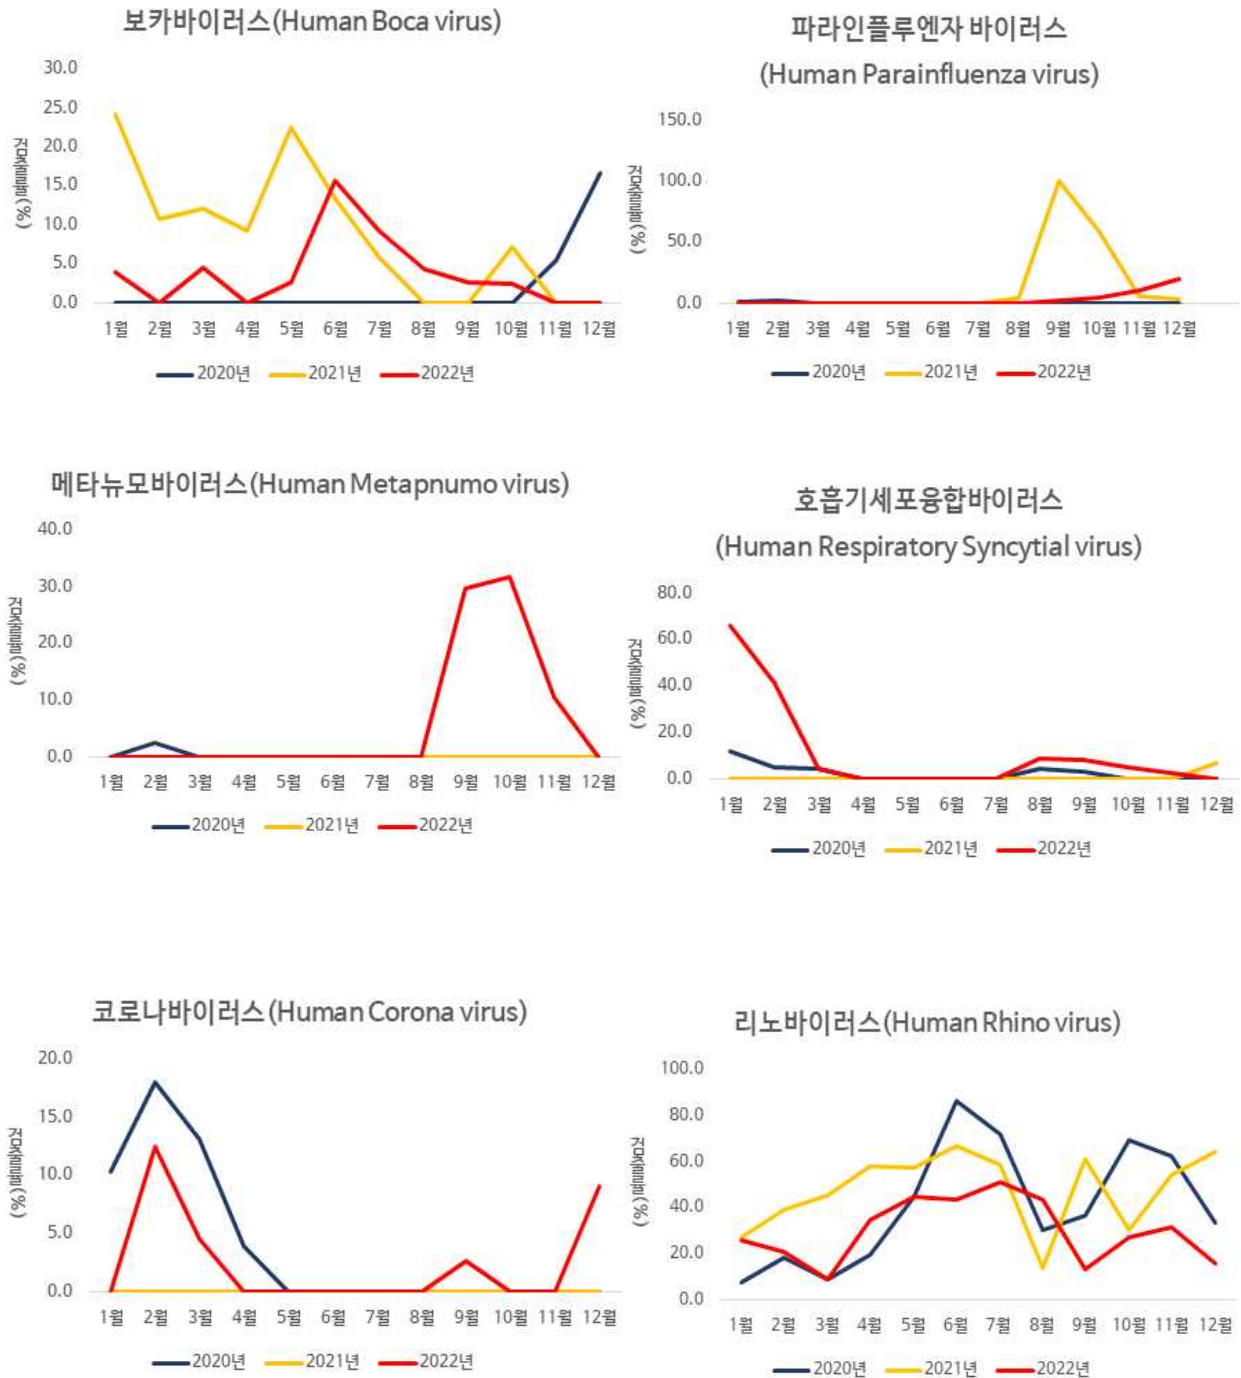 보카바이러스(Human Boca virus)
30.0
25.0
20.0
15.0
10.0
5.0
0.0
검출률(%)
1월 2월 3월 4월 5월 6월 7월 8월 9월 10월 11월 12월
2020년 2021년 2022년
파라인플루엔자 바이러스
(Human Parainfluenza virus)
150.0
100.0
50.0
0.0
검출률(%)
1월 2월 3월 4월 5월 6월 7월 8월 9월 10월 11월 12월
2020년 2021년 2022년
메타뉴모바이러스(Human Metapnumo virus)
40.0
30.0
20.0
10.0
0.0
검출률(%)
1월 2월 3월 4월 5월 6월 7월 8월 9월 10월 11월 12월
2020년 2021년 2022년
호흡기세포융합바이러스
(Human Respiratory Syncytial virus)
80.0
60.0
40.0
20.0
0.0
검출률(%)
1월 2월 3월 4월 5월 6월 7월 8월 9월 10월 11월 12월
2020년 2021년 2022년
코로나바이러스(Human Corona virus)
20.0
15.0
10.0
5.0
0.0
검출률(%)
1월 2월 3월 4월 5월 6월 7월 8월 9월 10월 11월 12월
2020년 2021년 2022년
리노바이러스(Human Rhino virus)
100.0
80.0
60.0
40.0
20.0
0.0
검출률(%)
1월 2월 3월 4월 5월 6월 7월 8월 9월 10월 11월 12월
2020년 2021년 2022년